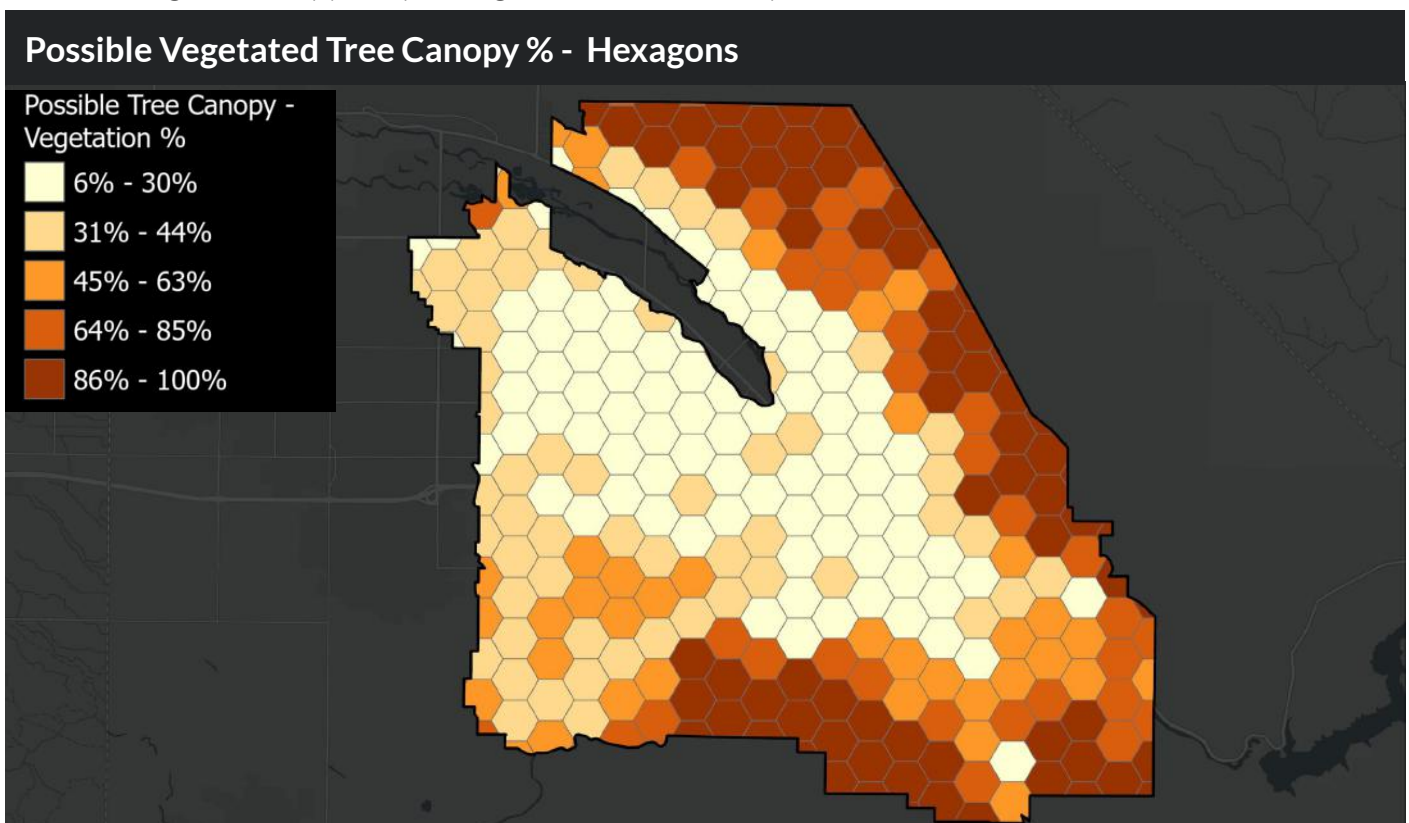 Possible Vegetated Tree Canopy % - Hexagons
Possible Tree Canopy -
Vegetation %
6% - 30%
31% - 44%
45% - 63%
64% - 85%
86% - 100%